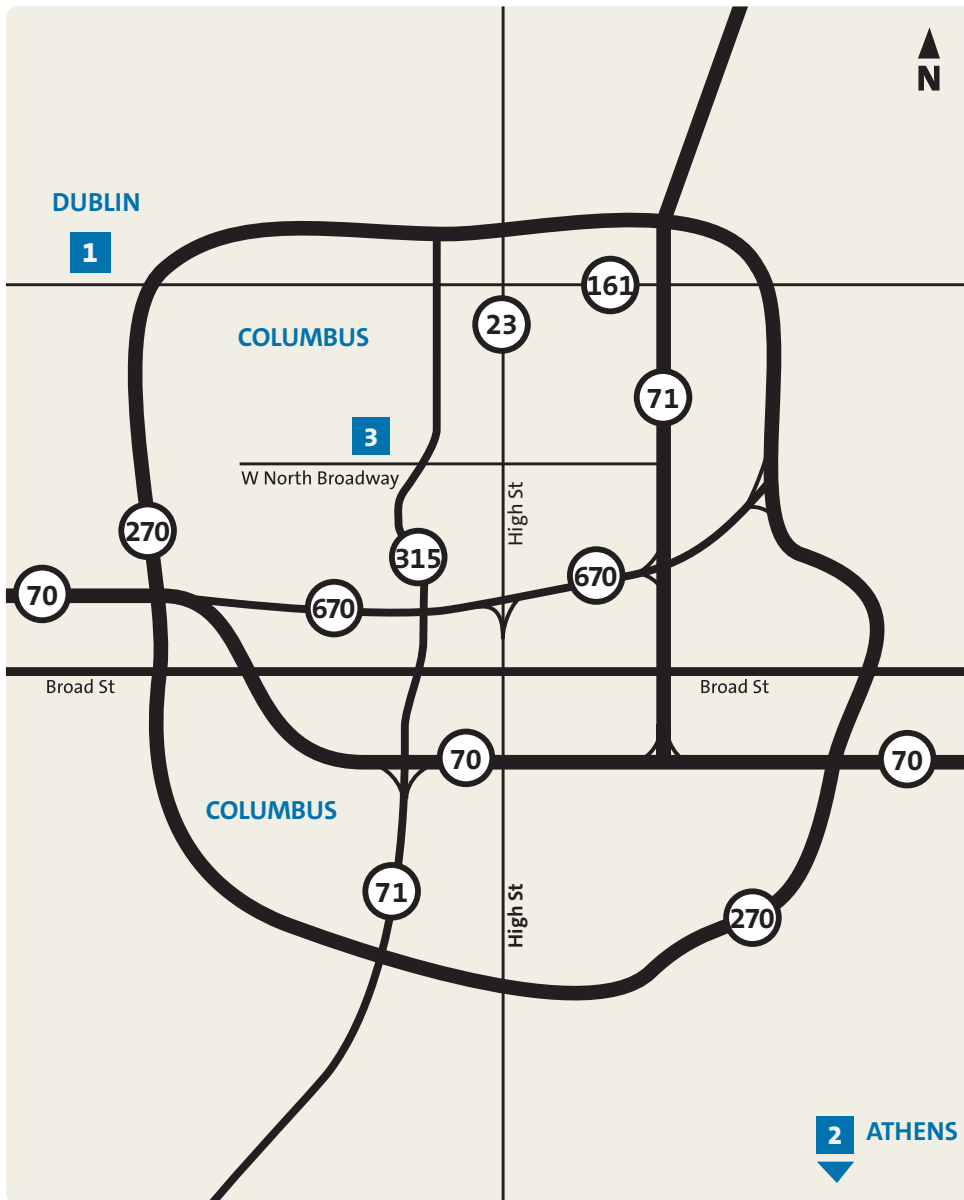 N
DUBLIN
1
161
23
COLUMBUS
71
3
W North Broadway
High St
270
315
670
70
670
Broad St
Broad St
70
70
COLUMBUS
71
High St
270
2 ATHENS